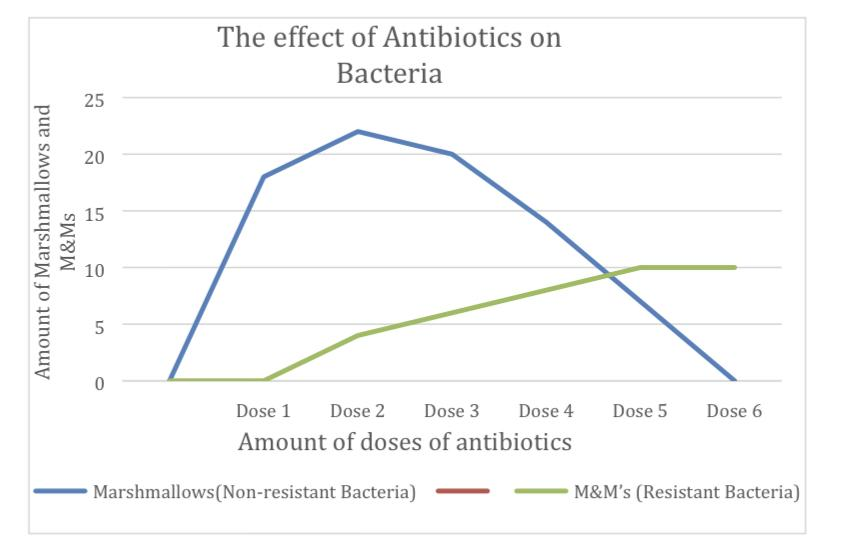 The effect of Antibiotics on
Bacteria
Amount of Marshmallows and
M&Ms
25
20
15
10
5
0
Dose 1 Dose 2 Dose 3 Dose 4 Dose 5 Dose 6
Amount of doses of antibiotics
Marshmallows(Non-resistant Bacteria) M&M’s (Resistant Bacteria)